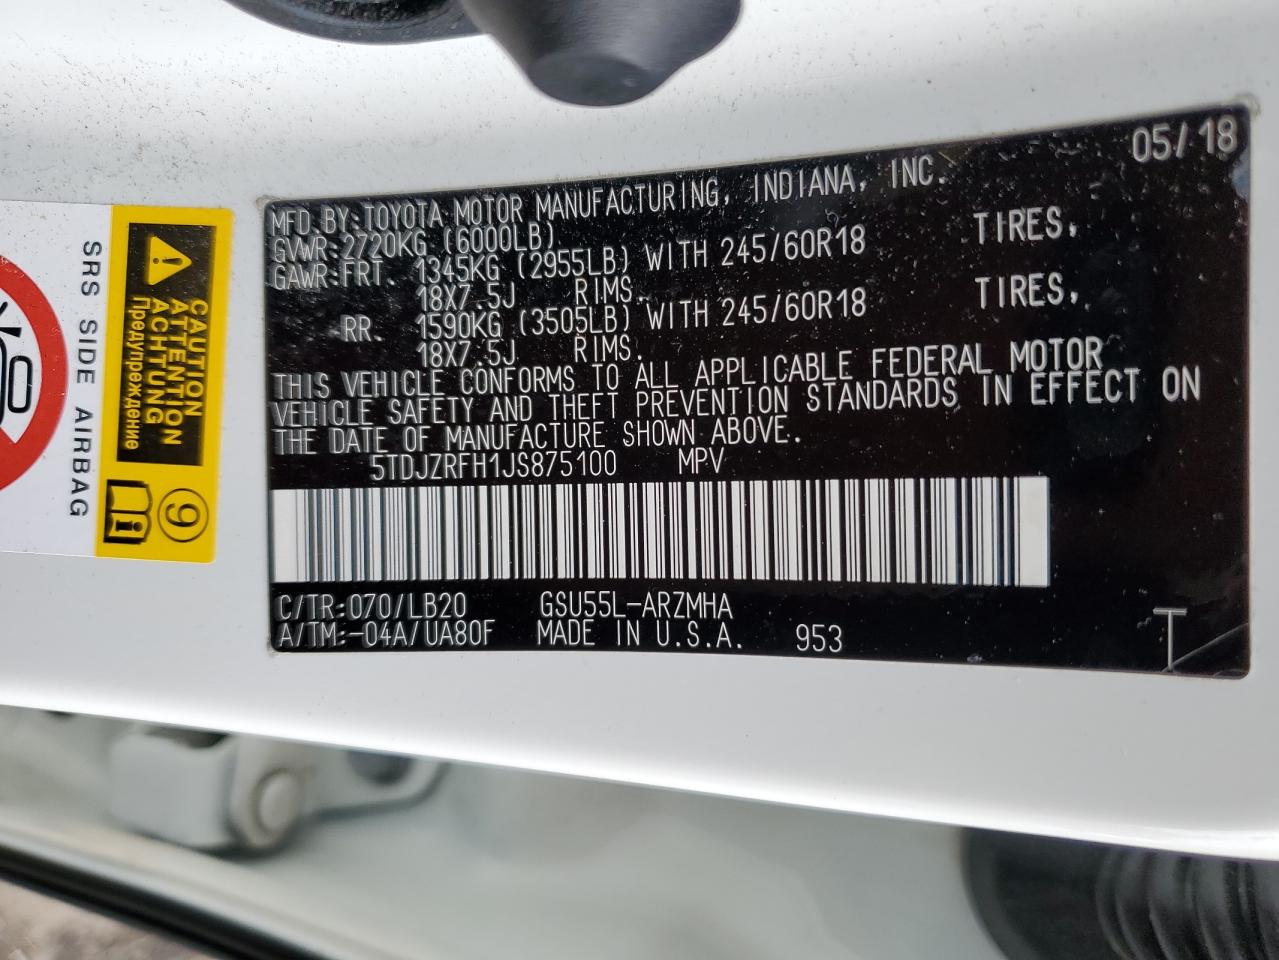 05/18
MFD.BY:TOYOTA MOTOR MANUFACTURING, INDIANA, INC.
GVWR:2720KG (6000LB)
GAWR:FRT. 1345KG (2955LB) WITH 245/60R18 TIRES,
18X7.5J RIMS.
RR. 1590KG (3505LB) WITH 245/60R18 TIRES,
18X7.5J RIMS.
THIS VEHICLE CONFORMS TO ALL APPLICABLE FEDERAL MOTOR
VEHICLE SAFETY AND THEFT PREVENTION STANDARDS IN EFFECT ON
THE DATE OF MANUFACTURE SHOWN ABOVE.
5TDJZRFH1JS875100 MPV
C/TR:070/LB20 GSU55L-ARZMHA
A/TM:-04A/UA80F MADE IN U.S.A. 953
T
CAUTION
ATTENTION
ACHTUNG
Предупреждение
9
SRS SIDE AIRBAG